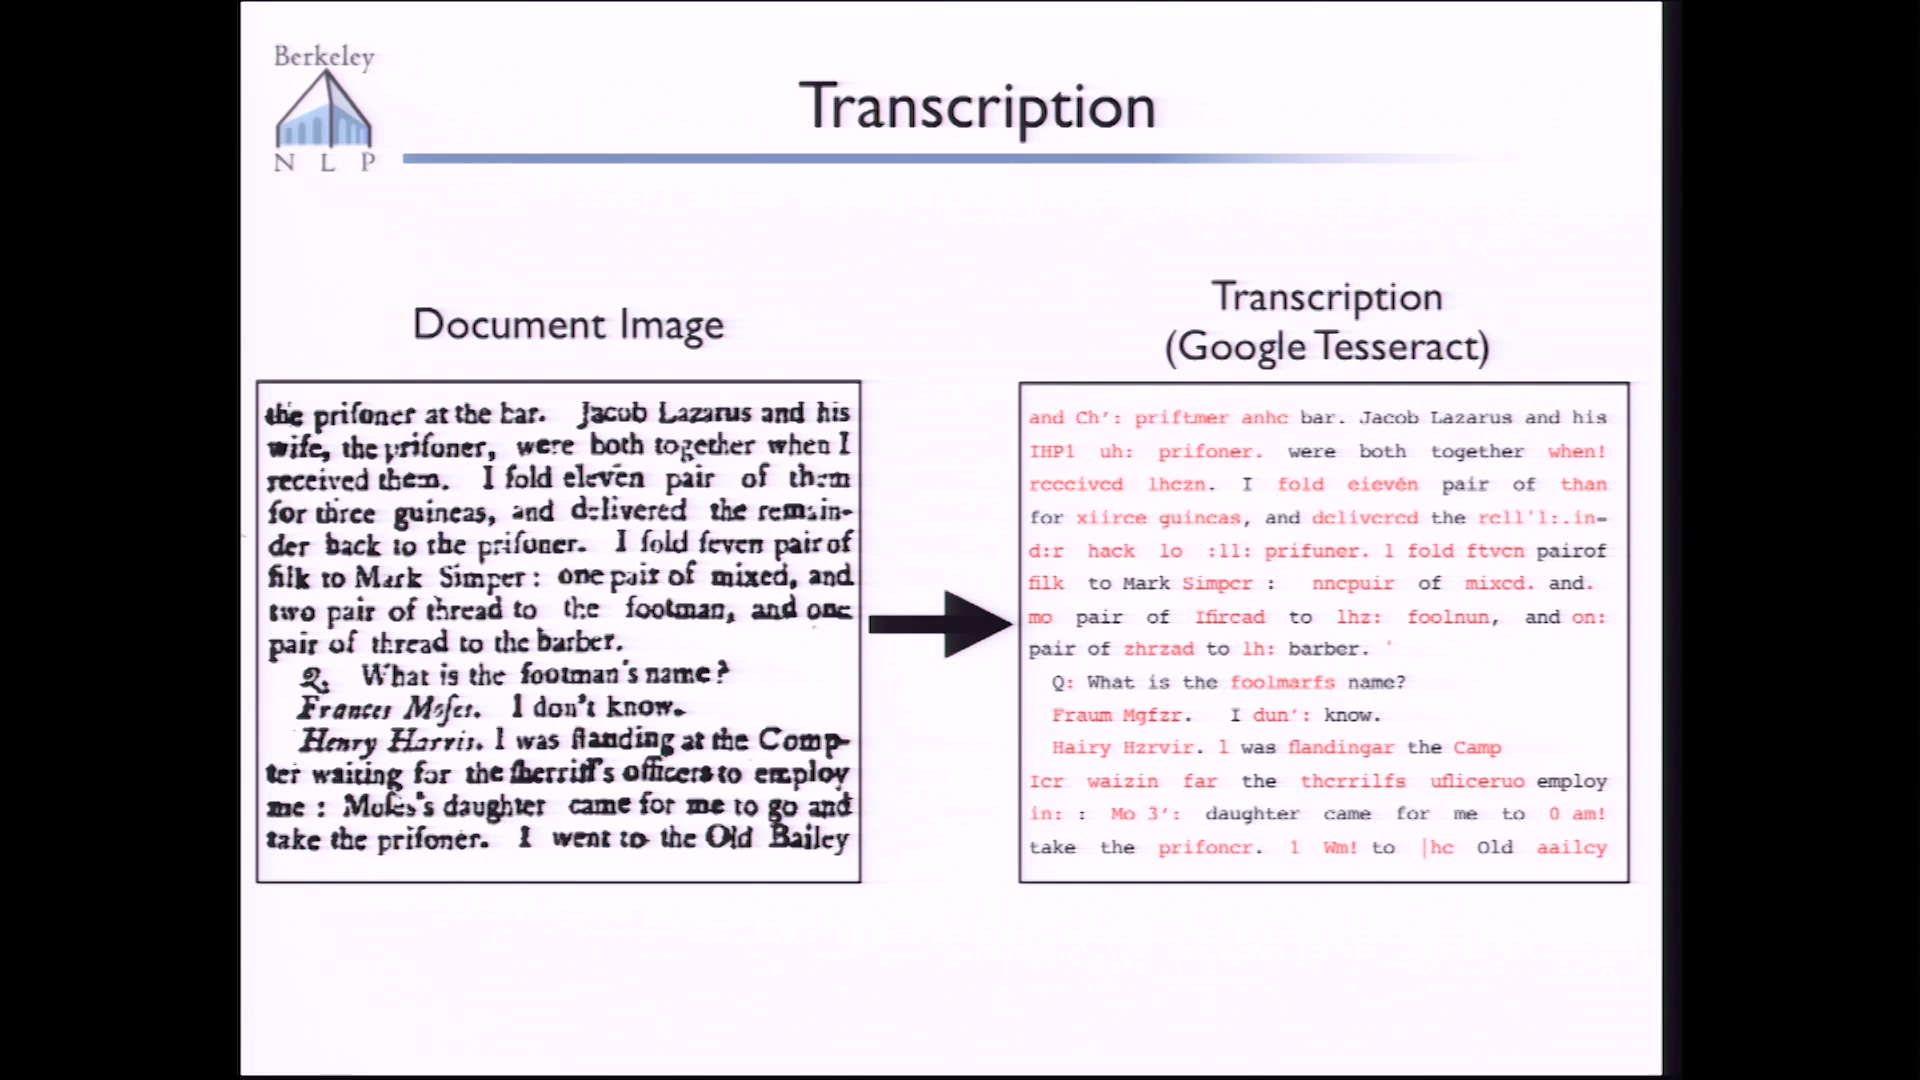 Berkeley
N L P
Transcription
Document Image
the prifoner at the bar. Jacob Lazarus and his
wife, the prifoner, were both together when I
received them. I fold eleven pair of them
for three guineas, and delivered the remain-
der back to the prifoner. I fold feven pair of
filk to Mark Simper: one pair of mixed, and
two pair of thread to the footman, and one
pair of thread to the barber.
Q. What is the footman's name?
Frances Mofes. I don't know.
Henry Harris. I was ftanding at the Comp-
ter waiting for the fherriff's officers to employ
me: Mofes's daughter came for me to go and
take the prifoner. I went to the Old Bailey
Transcription
(Google Tesseract)
and Ch': priftmer anhc bar. Jacob Lazarus and his
IHP1 uh: prifoner. were both together when!
rcccivcd lhczn. I fold eievén pair of than
for xiirce guincas, and dclivcrcd the rcll'l:.in-
d:r hack lo :ll: prifuner. l fold ftvcn pairof
filk to Mark Simpcr : nncpuir of mixcd. and.
mo pair of Ifircad to lhz: foolnun, and on:
pair of zhrzad to lh: barber. '
Q: What is the foolmarfs name?
Fraum Mgfzr. I dun': know.
Hairy Hzrvir. l was flandingar the Camp
Icr waizin far the thcrrilfs ufliceruo employ
in: : Mo 3': daughter came for me to 0 am!
take the prifoncr. 1 Wm! to |hc Old aailcy